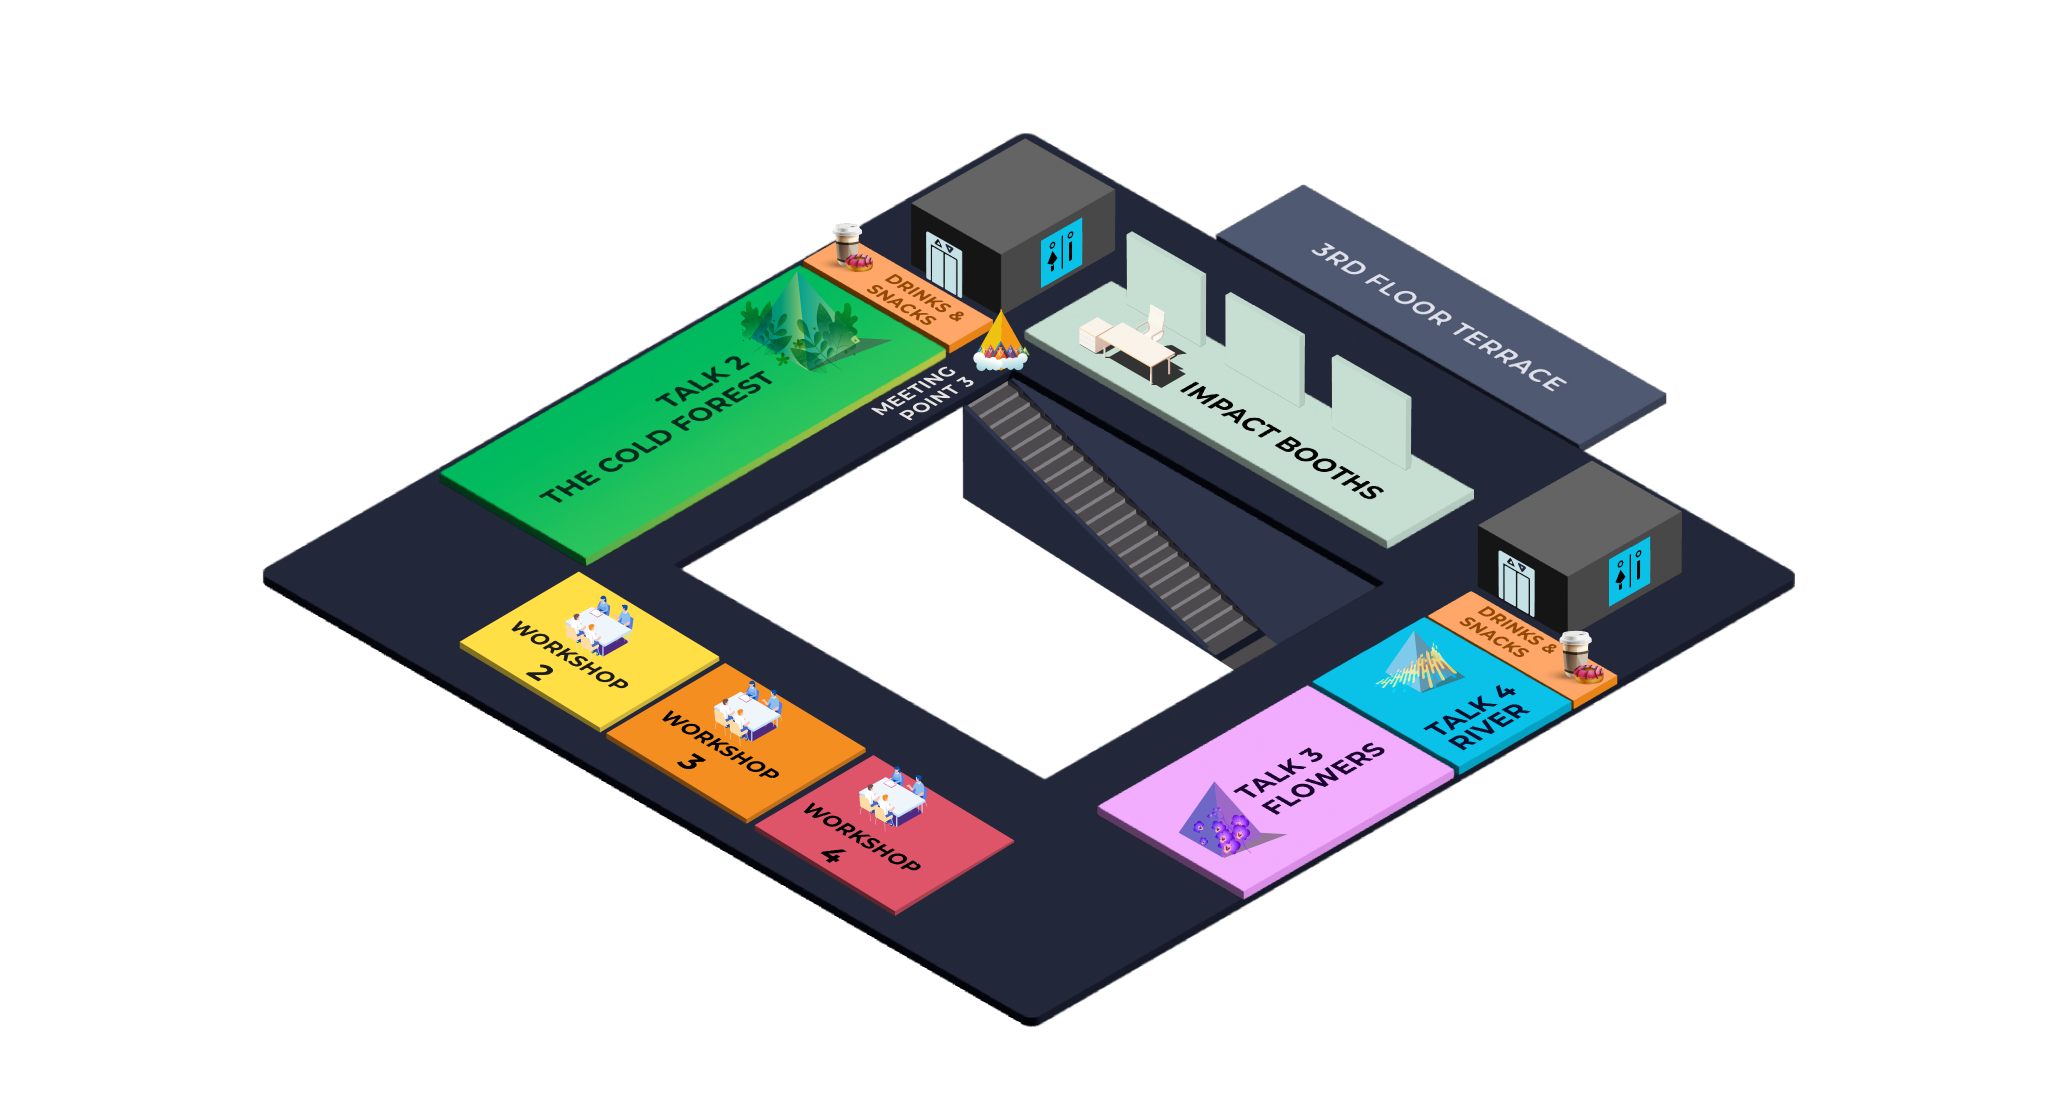 3RD FLOOR TERRACE
DRINKS &
SNACKS
TALK 2
THE COLD FOREST
MEETING
POINT 3
IMPACT BOOTHS
WORKSHOP
2
WORKSHOP
3
WORKSHOP
4
DRINKS &
SNACKS
TALK 4
RIVER
TALK 3
FLOWERS